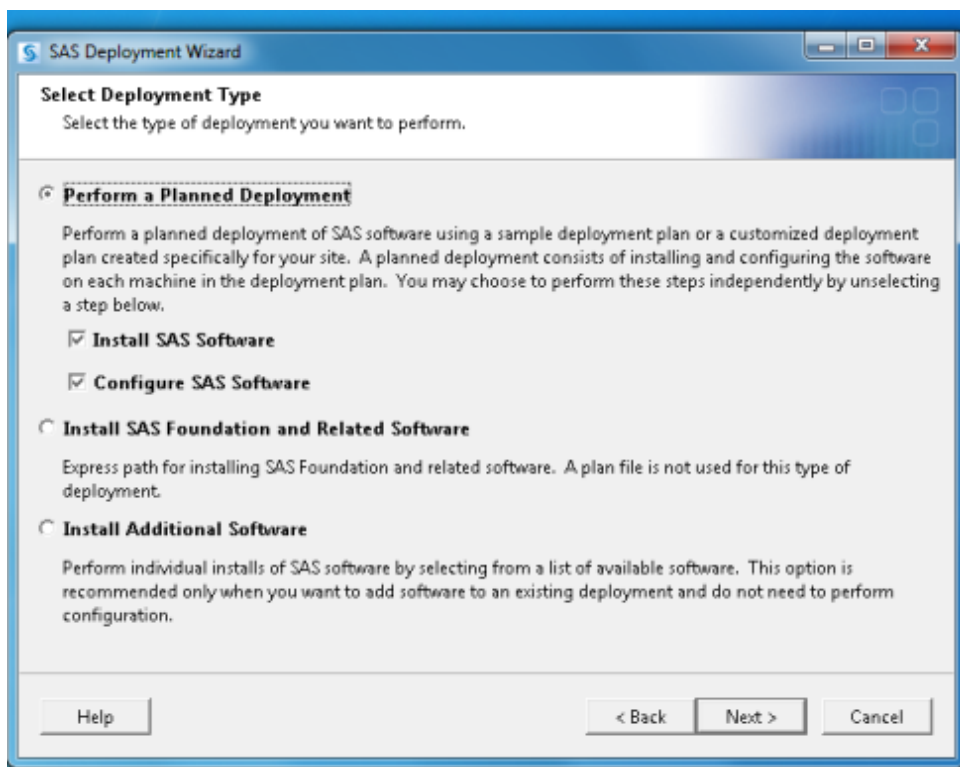 SAS Deployment Wizard
Select Deployment Type
Select the type of deployment you want to perform.
Perform a Planned Deployment
Perform a planned deployment of SAS software using a sample deployment plan or a customized deployment
plan created specifically for your site. A planned deployment consists of installing and configuring the software
on each machine in the deployment plan. You may choose to perform these steps independently by unselecting
a step below.
Install SAS Software
Configure SAS Software
Install SAS Foundation and Related Software
Express path for installing SAS Foundation and related software. A plan file is not used for this type of
deployment.
Install Additional Software
Perform individual installs of SAS software by selecting from a list of available software. This option is
recommended only when you want to add software to an existing deployment and do not need to perform
configuration.
Help
< Back
Next >
Cancel